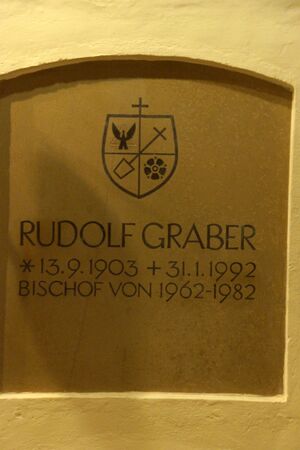 RUDOLF GRABER
* 13.9.1903 + 31.1.1992
BISCHOF VON 1962-1982